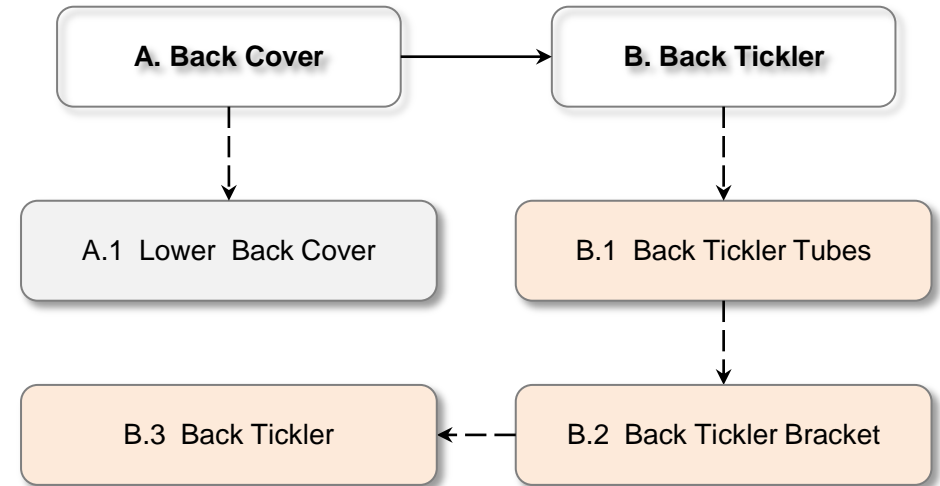 A. Back Cover
B. Back Tickler
A.1 Lower Back Cover
B.1 Back Tickler Tubes
B.3 Back Tickler
B.2 Back Tickler Bracket